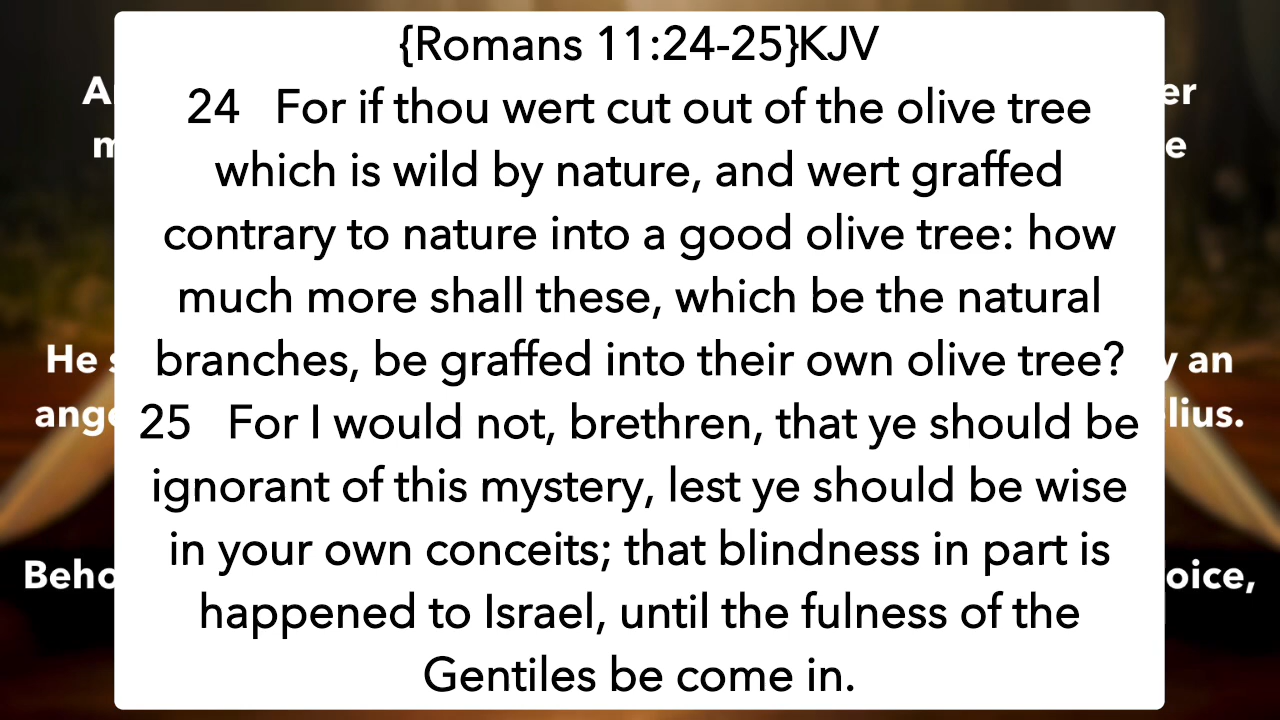 {Romans 11:24-25}KJV
24 For if thou wert cut out of the olive tree
which is wild by nature, and wert graffed
contrary to nature into a good olive tree: how
much more shall these, which be the natural
branches, be graffed into their own olive tree?
25 For I would not, brethren, that ye should be
ignorant of this mystery, lest ye should be wise
in your own conceits; that blindness in part is
happened to Israel, until the fulness of the
Gentiles be come in.
He
an